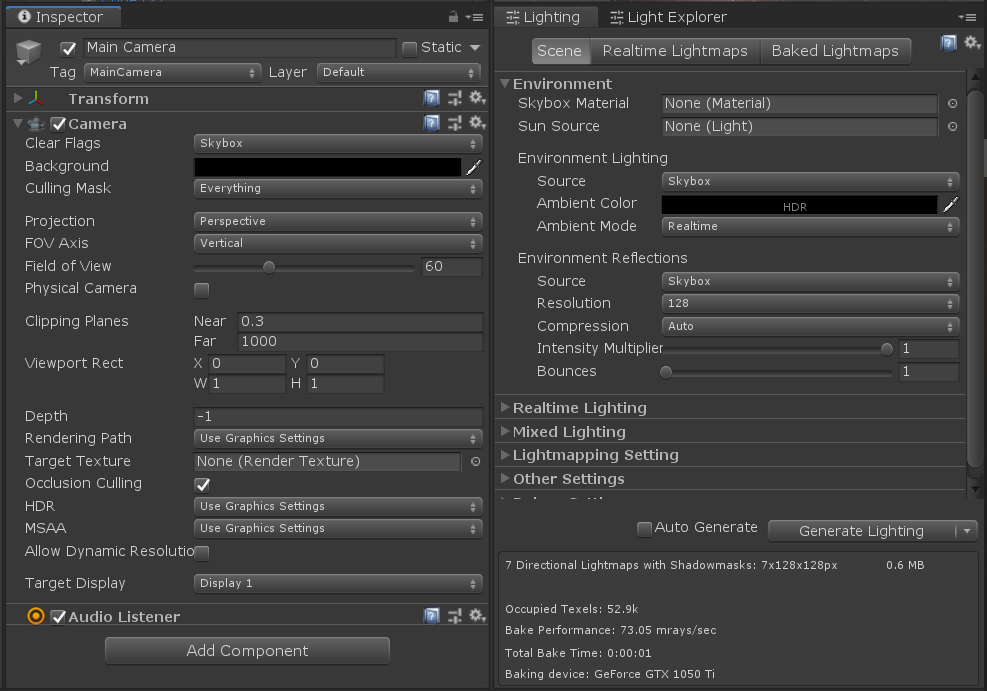 Inspector
Main Camera
Static
Tag
MainCamera
Layer
Default
Transform
Camera
Clear Flags
Skybox
Background
Culling Mask
Everything
Projection
Perspective
FOV Axis
Vertical
Field of View
60
Physical Camera
Clipping Planes
Near
0.3
Far
1000
Viewport Rect
X
0
Y
0
W
1
H
1
Depth
-1
Rendering Path
Use Graphics Settings
Target Texture
None (Render Texture)
Occlusion Culling
HDR
Use Graphics Settings
MSAA
Use Graphics Settings
Allow Dynamic Resolutio
Target Display
Display 1
Audio Listener
Add Component
Lighting
Light Explorer
Scene
Realtime Lightmaps
Baked Lightmaps
Environment
Skybox Material
None (Material)
Sun Source
None (Light)
Environment Lighting
Source
Skybox
Ambient Color
HDR
Ambient Mode
Realtime
Environment Reflections
Source
Skybox
Resolution
128
Compression
Auto
Intensity Multiplier
1
Bounces
1
Realtime Lighting
Mixed Lighting
Lightmapping Setting
Other Settings
Auto Generate
Generate Lighting
7 Directional Lightmaps with Shadowmasks: 7x128x128px
0.6 MB
Occupied Texels: 52.9k
Bake Performance: 73.05 mrays/sec
Total Bake Time: 0:00:01
Baking device: GeForce GTX 1050 Ti